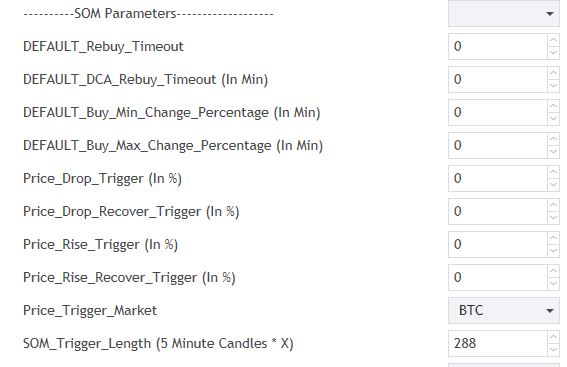 ----------SOM Parameters-------------------
DEFAULT_Rebuy_Timeout 0
DEFAULT_DCA_Rebuy_Timeout (In Min) 0
DEFAULT_Buy_Min_Change_Percentage (In Min) 0
DEFAULT_Buy_Max_Change_Percentage (In Min) 0
Price_Drop_Trigger (In %) 0
Price_Drop_Recover_Trigger (In %) 0
Price_Rise_Trigger (In %) 0
Price_Rise_Recover_Trigger (In %) 0
Price_Trigger_Market BTC
SOM_Trigger_Length (5 Minute Candles * X) 288